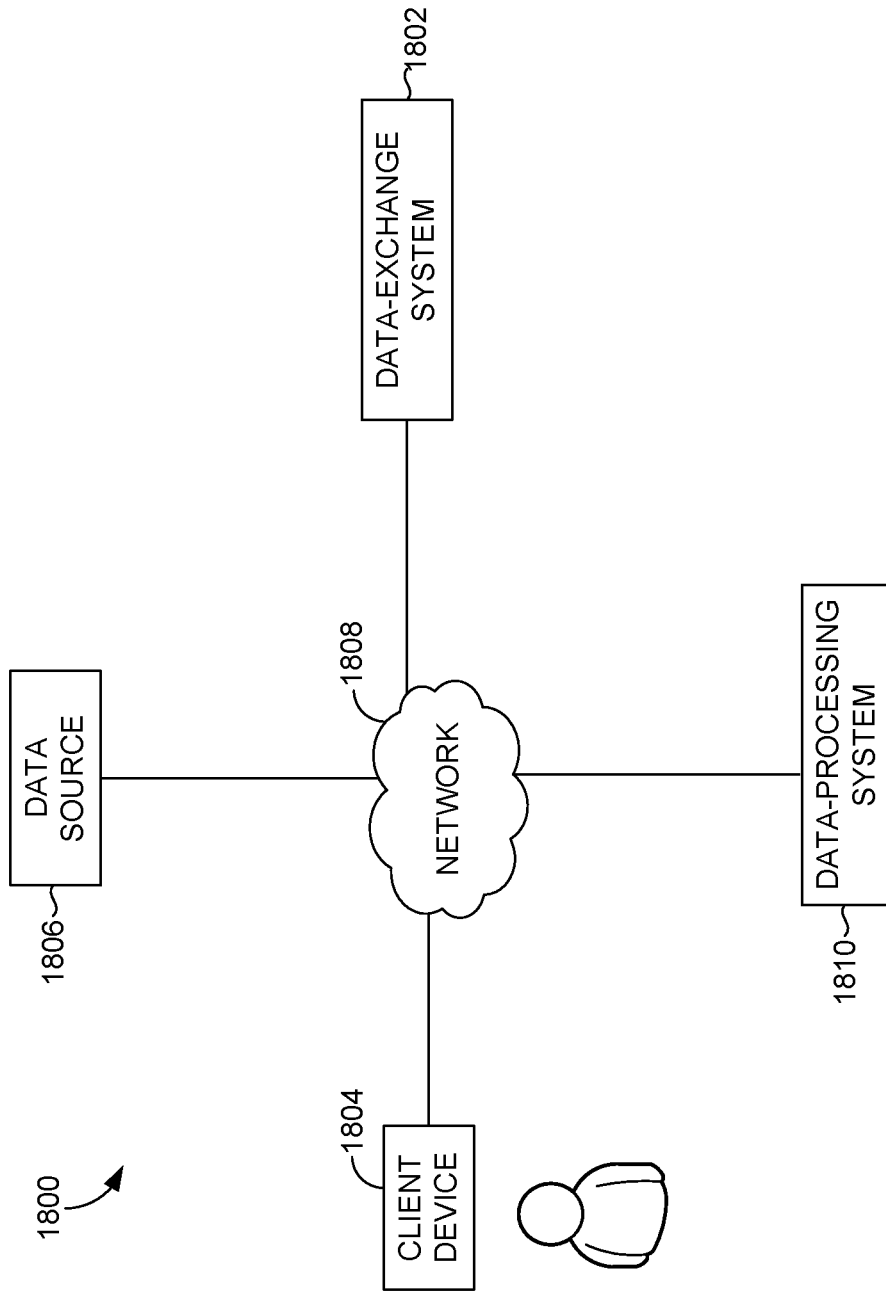 1800
1806
DATA
SOURCE
1804
CLIENT
DEVICE
1808
NETWORK
1802
DATA-EXCHANGE
SYSTEM
1810
DATA-PROCESSING
SYSTEM